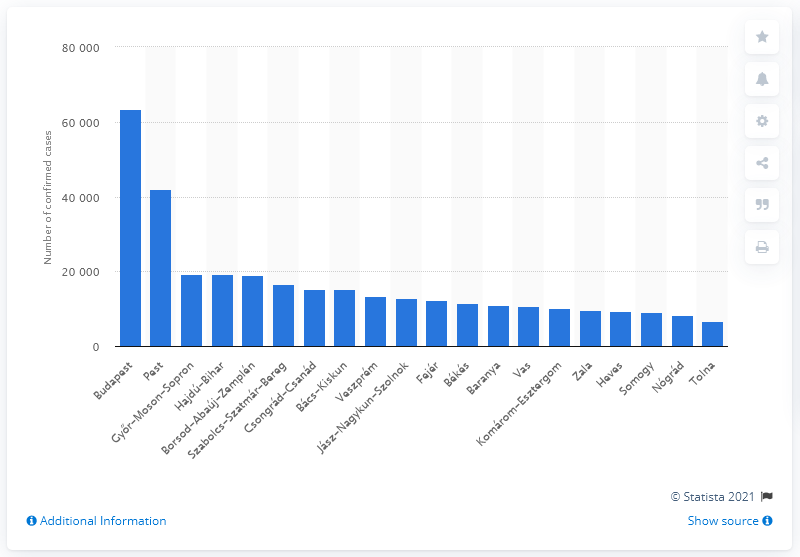 80 000
60 000
40 000
20 000
0
Number of confirmed cases
Budapest
Pest
Győr–Moson–Sopron
Hajdú–Bihar
Borsod–Abaúj–Zemplén
Szabolcs–Szatmár–Bereg
Csongrád–Csanád
Bács–Kiskun
Veszprém
Jász–Nagykun–Szolnok
Fejér
Békés
Baranya
Vas
Komárom–Esztergom
Zala
Heves
Somogy
Nógrád
Tolna
© Statista 2021
Additional Information
Show source